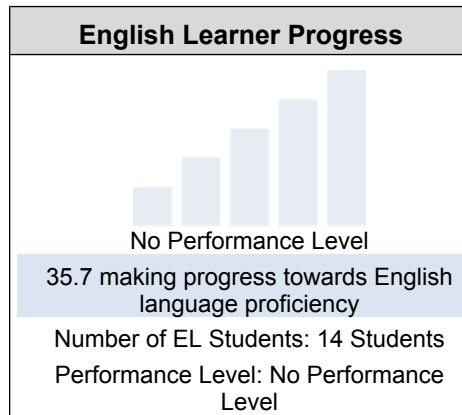 English Learner Progress
No Performance Level
35.7 making progress towards English
language proficiency
Number of EL Students: 14 Students
Performance Level: No Performance
Level